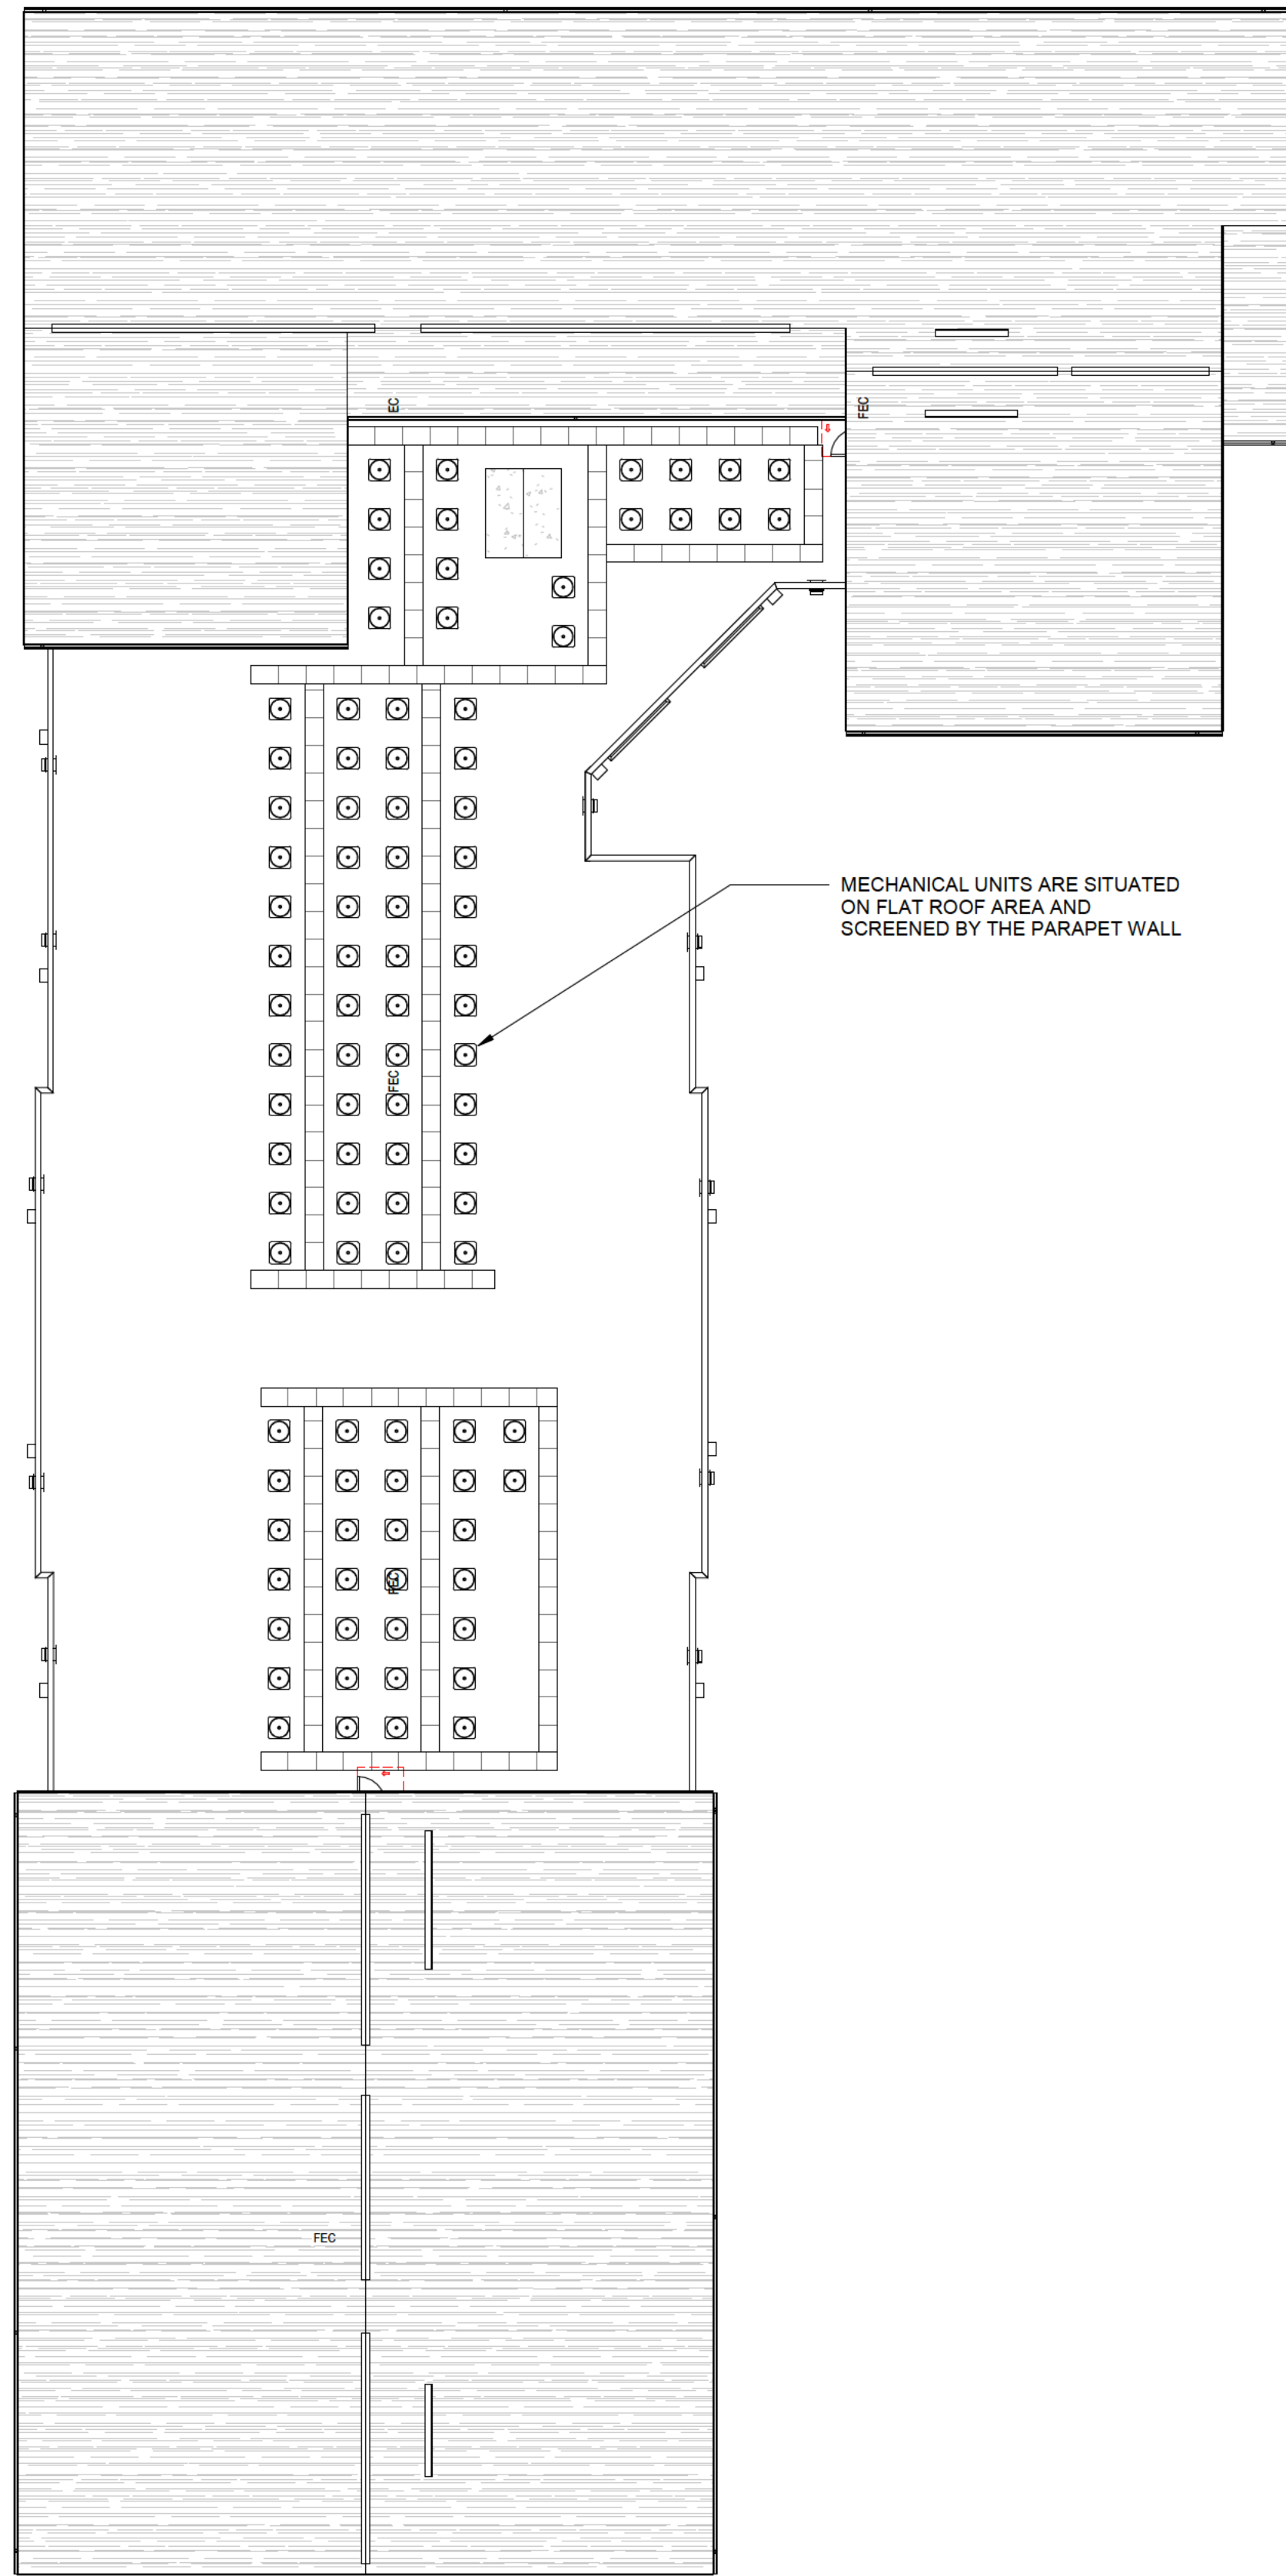 EC
FEC
MECHANICAL UNITS ARE SITUATED
ON FLAT ROOF AREA AND
SCREENED BY THE PARAPET WALL
FEC
FEC
FEC